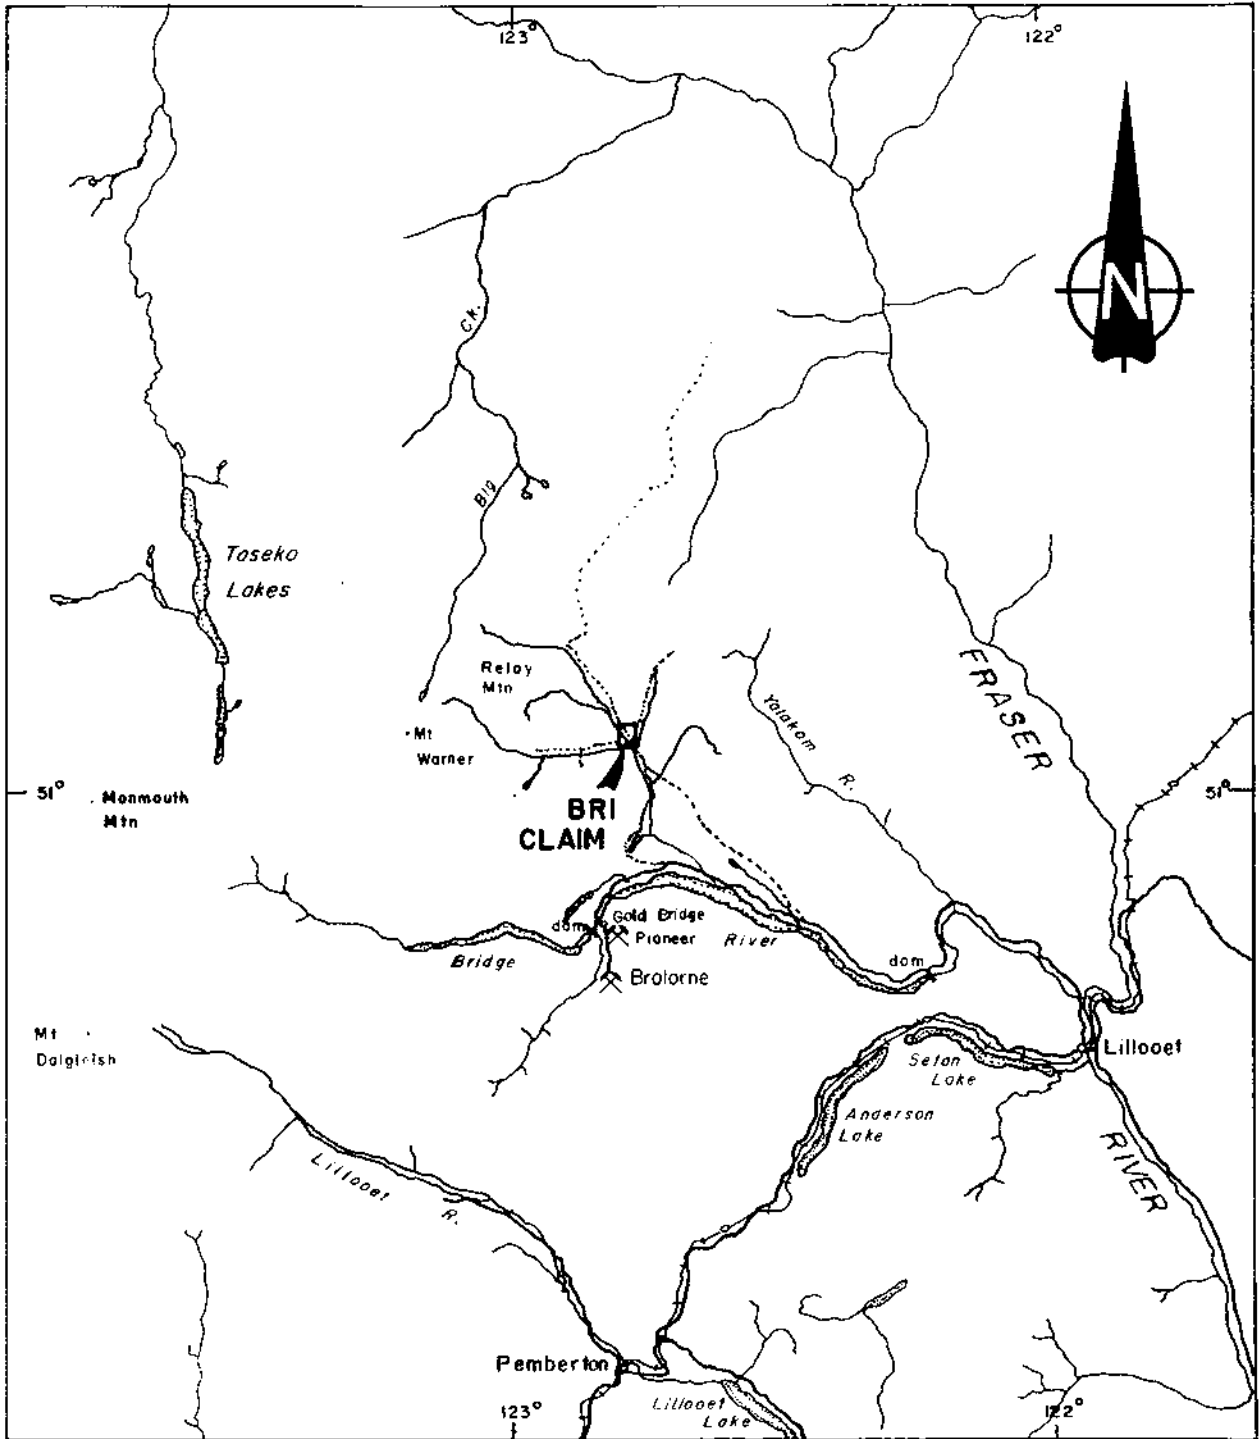 123°
122°
N
Ck.
Big
Taseko
Lakes
Relay
Mtn
FRASER
Yalakom
R.
Mt
Warner
51°
51°
Monmouth
Mtn
BRI
CLAIM
Gold Bridge
dam
Pioneer
River
Bridge
dam
Bralorne
Mt
Dalgleish
Lillooet
Seton
Lake
Anderson
Lake
RIVER
Lillooet
R.
Pemberton
Lillooet
Lake
123°
122°